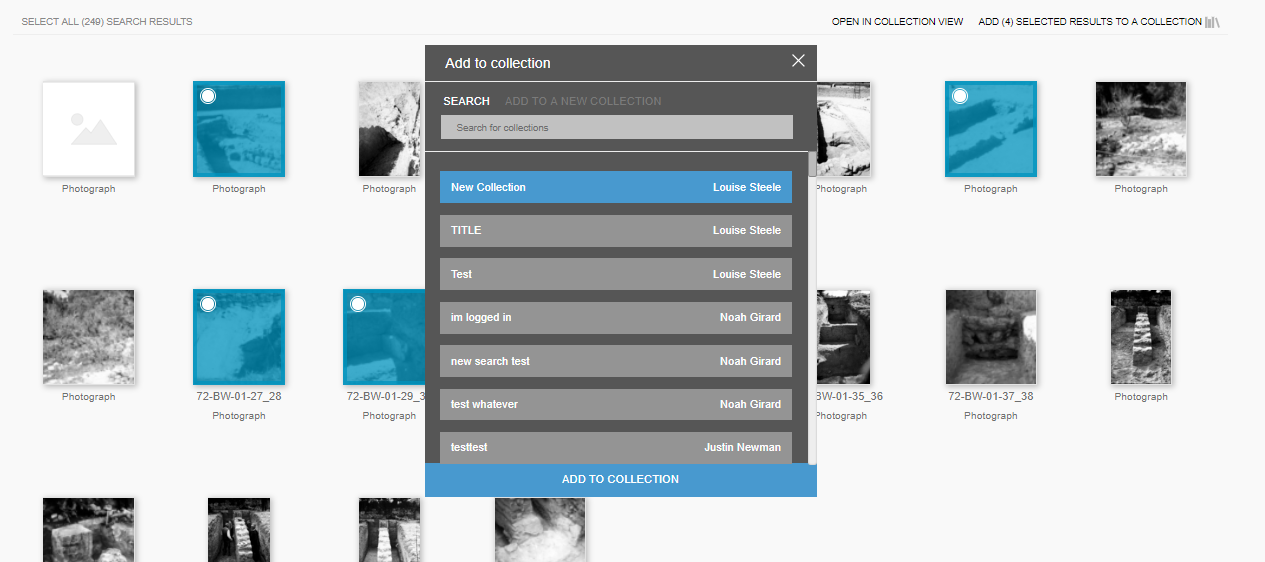 SELECT ALL (249) SEARCH RESULTS
OPEN IN COLLECTION VIEW
ADD (4) SELECTED RESULTS TO A COLLECTION
Add to collection
SEARCH
ADD TO A NEW COLLECTION
Search for collections
New Collection
Louise Steele
TITLE
Louise Steele
Test
Louise Steele
im logged in
Noah Girard
new search test
Noah Girard
test whatever
Noah Girard
testtest
Justin Newman
ADD TO COLLECTION
Photograph
Photograph
Photograph
Photograph
Photograph
Photograph
Photograph
72-BW-01-27_28
Photograph
72-BW-01-29_3
Photograph
BW-01-35_36
Photograph
72-BW-01-37_38
Photograph
Photograph